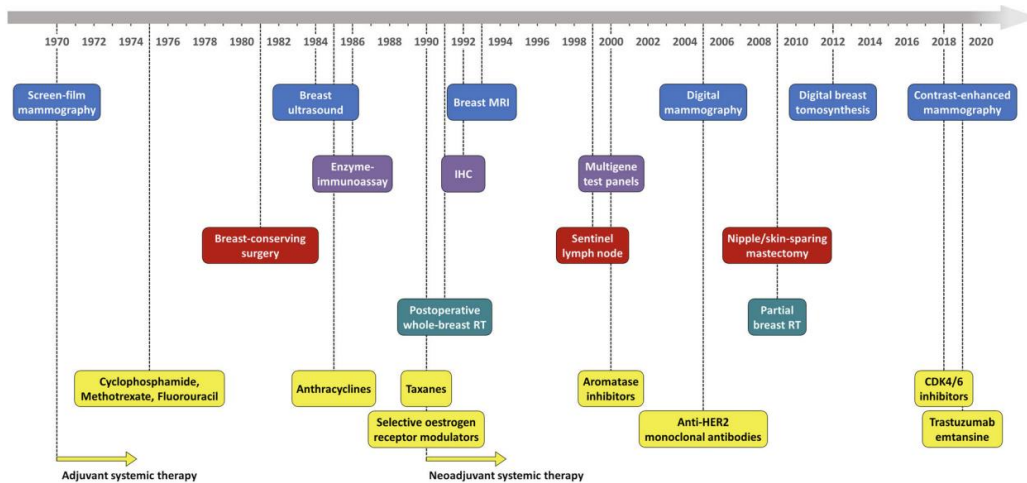 1970 1972 1974 1976 1978 1980 1982 1984 1986 1988 1990 1992 1994 1996 1998 2000 2002 2004 2006 2008 2010 2012 2014 2016 2018 2020
Screen-film
mammography
Breast
ultrasound
Breast MRI
Digital
mammography
Digital breast
tomosynthesis
Contrast-enhanced
mammography
Enzyme-
immunoassay
IHC
Multigene
test panels
Breast-conserving
surgery
Sentinel
lymph node
Nipple/skin-sparing
mastectomy
Postoperative
whole-breast RT
Partial
breast RT
Cyclophosphamide,
Methotrexate, Fluorouracil
Anthracyclines
Taxanes
Aromatase
inhibitors
CDK4/6
inhibitors
Selective oestrogen
receptor modulators
Anti-HER2
monoclonal antibodies
Trastuzumab
emtansine
Adjuvant systemic therapy
Neoadjuvant systemic therapy